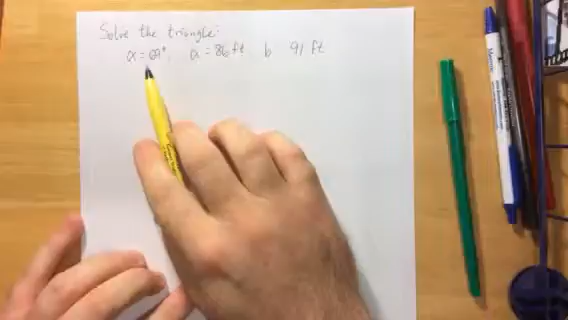 Solve the triangle:
α = 69°, a = 86 ft b 91 ft